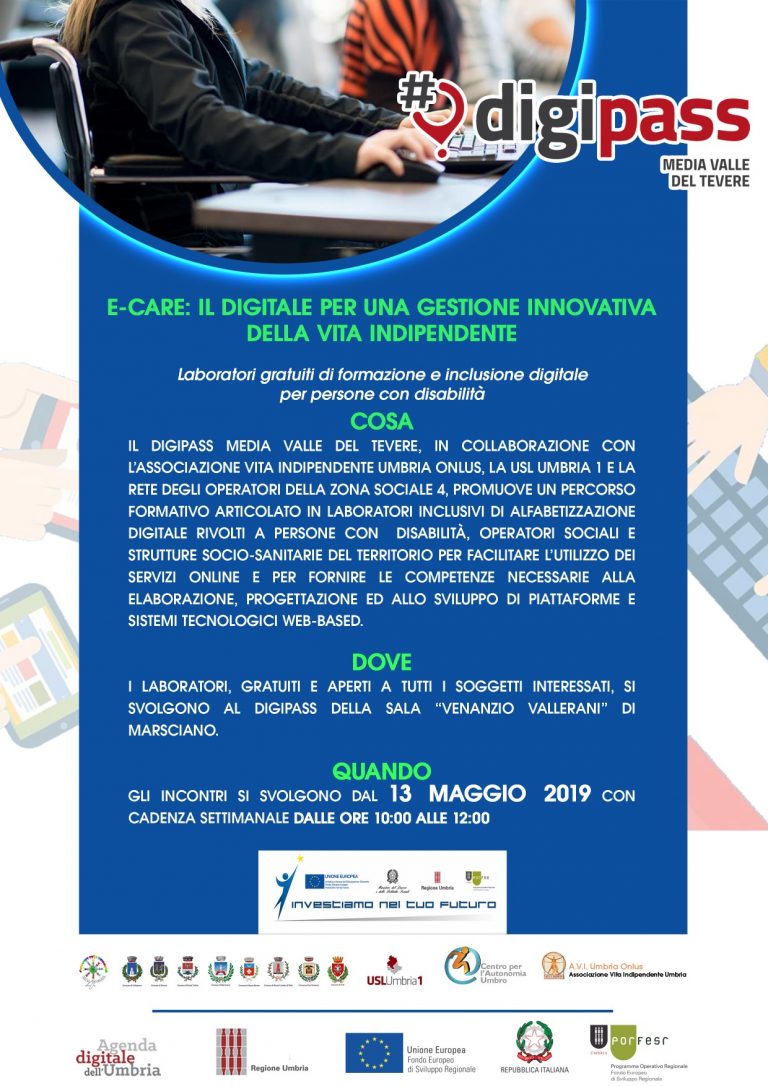 #digipass
MEDIA VALLE
DEL TEVERE
E-CARE: IL DIGITALE PER UNA GESTIONE INNOVATIVA
DELLA VITA INDIPENDENTE
Laboratori gratuiti di formazione e inclusione digitale
per persone con disabilità
COSA
IL DIGIPASS MEDIA VALLE DEL TEVERE, IN COLLABORAZIONE CON
L'ASSOCIAZIONE VITA INDIPENDENTE UMBRIA ONLUS, LA USL UMBRIA 1 E LA
RETE DEGLI OPERATORI DELLA ZONA SOCIALE 4, PROMUOVE UN PERCORSO
FORMATIVO ARTICOLATO IN LABORATORI INCLUSIVI DI ALFABETIZZAZIONE
DIGITALE RIVOLTI A PERSONE CON DISABILITÀ, OPERATORI SOCIALI E
STRUTTURE SOCIO-SANITARIE DEL TERRITORIO PER FACILITARE L'UTILIZZO DEI
SERVIZI ONLINE E PER FORNIRE LE COMPETENZE NECESSARIE ALLA
ELABORAZIONE, PROGETTAZIONE ED ALLO SVILUPPO DI PIATTAFORME E
SISTEMI TECNOLOGICI WEB-BASED.
DOVE
I LABORATORI, GRATUITI E APERTI A TUTTI I SOGGETTI INTERESSATI, SI
SVOLGONO AL DIGIPASS DELLA SALA “VENANZIO VALLERANI” DI
MARSCIANO.
QUANDO
GLI INCONTRI SI SVOLGONO DAL 13 MAGGIO 2019 CON
CADENZA SETTIMANALE DALLE ORE 10:00 ALLE 12:00
UNIONE EUROPEA
Regione Umbria
investiamo nel tuo futuro
USLUmbria1
Centro per
l'Autonomia
Umbro
A.V.I. Umbria Onlus
Associazione Vita Indipendente Umbria
Agenda
digitale
dell'Umbria
Regione Umbria
Unione Europea
Fondo Europeo
di Sviluppo Regionale
REPUBBLICA ITALIANA
porfesr
Programma Operativo Regionale
Fondo Europeo
di Sviluppo Regionale